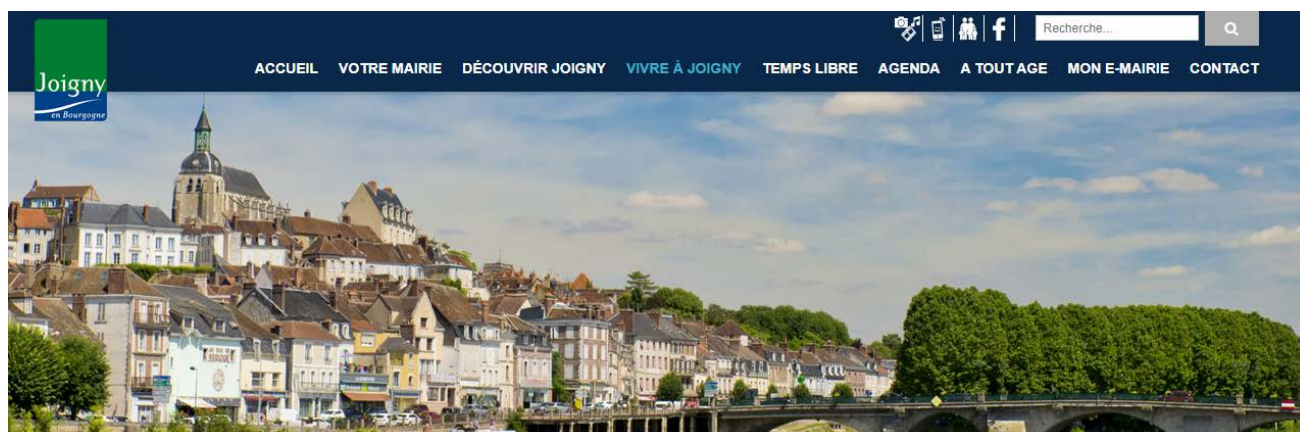 Recherche...
Joigny
en Bourgogne
ACCUEIL VOTRE MAIRIE DÉCOUVRIR JOIGNY VIVRE À JOIGNY TEMPS LIBRE AGENDA A TOUT AGE MON E-MAIRIE CONTACT